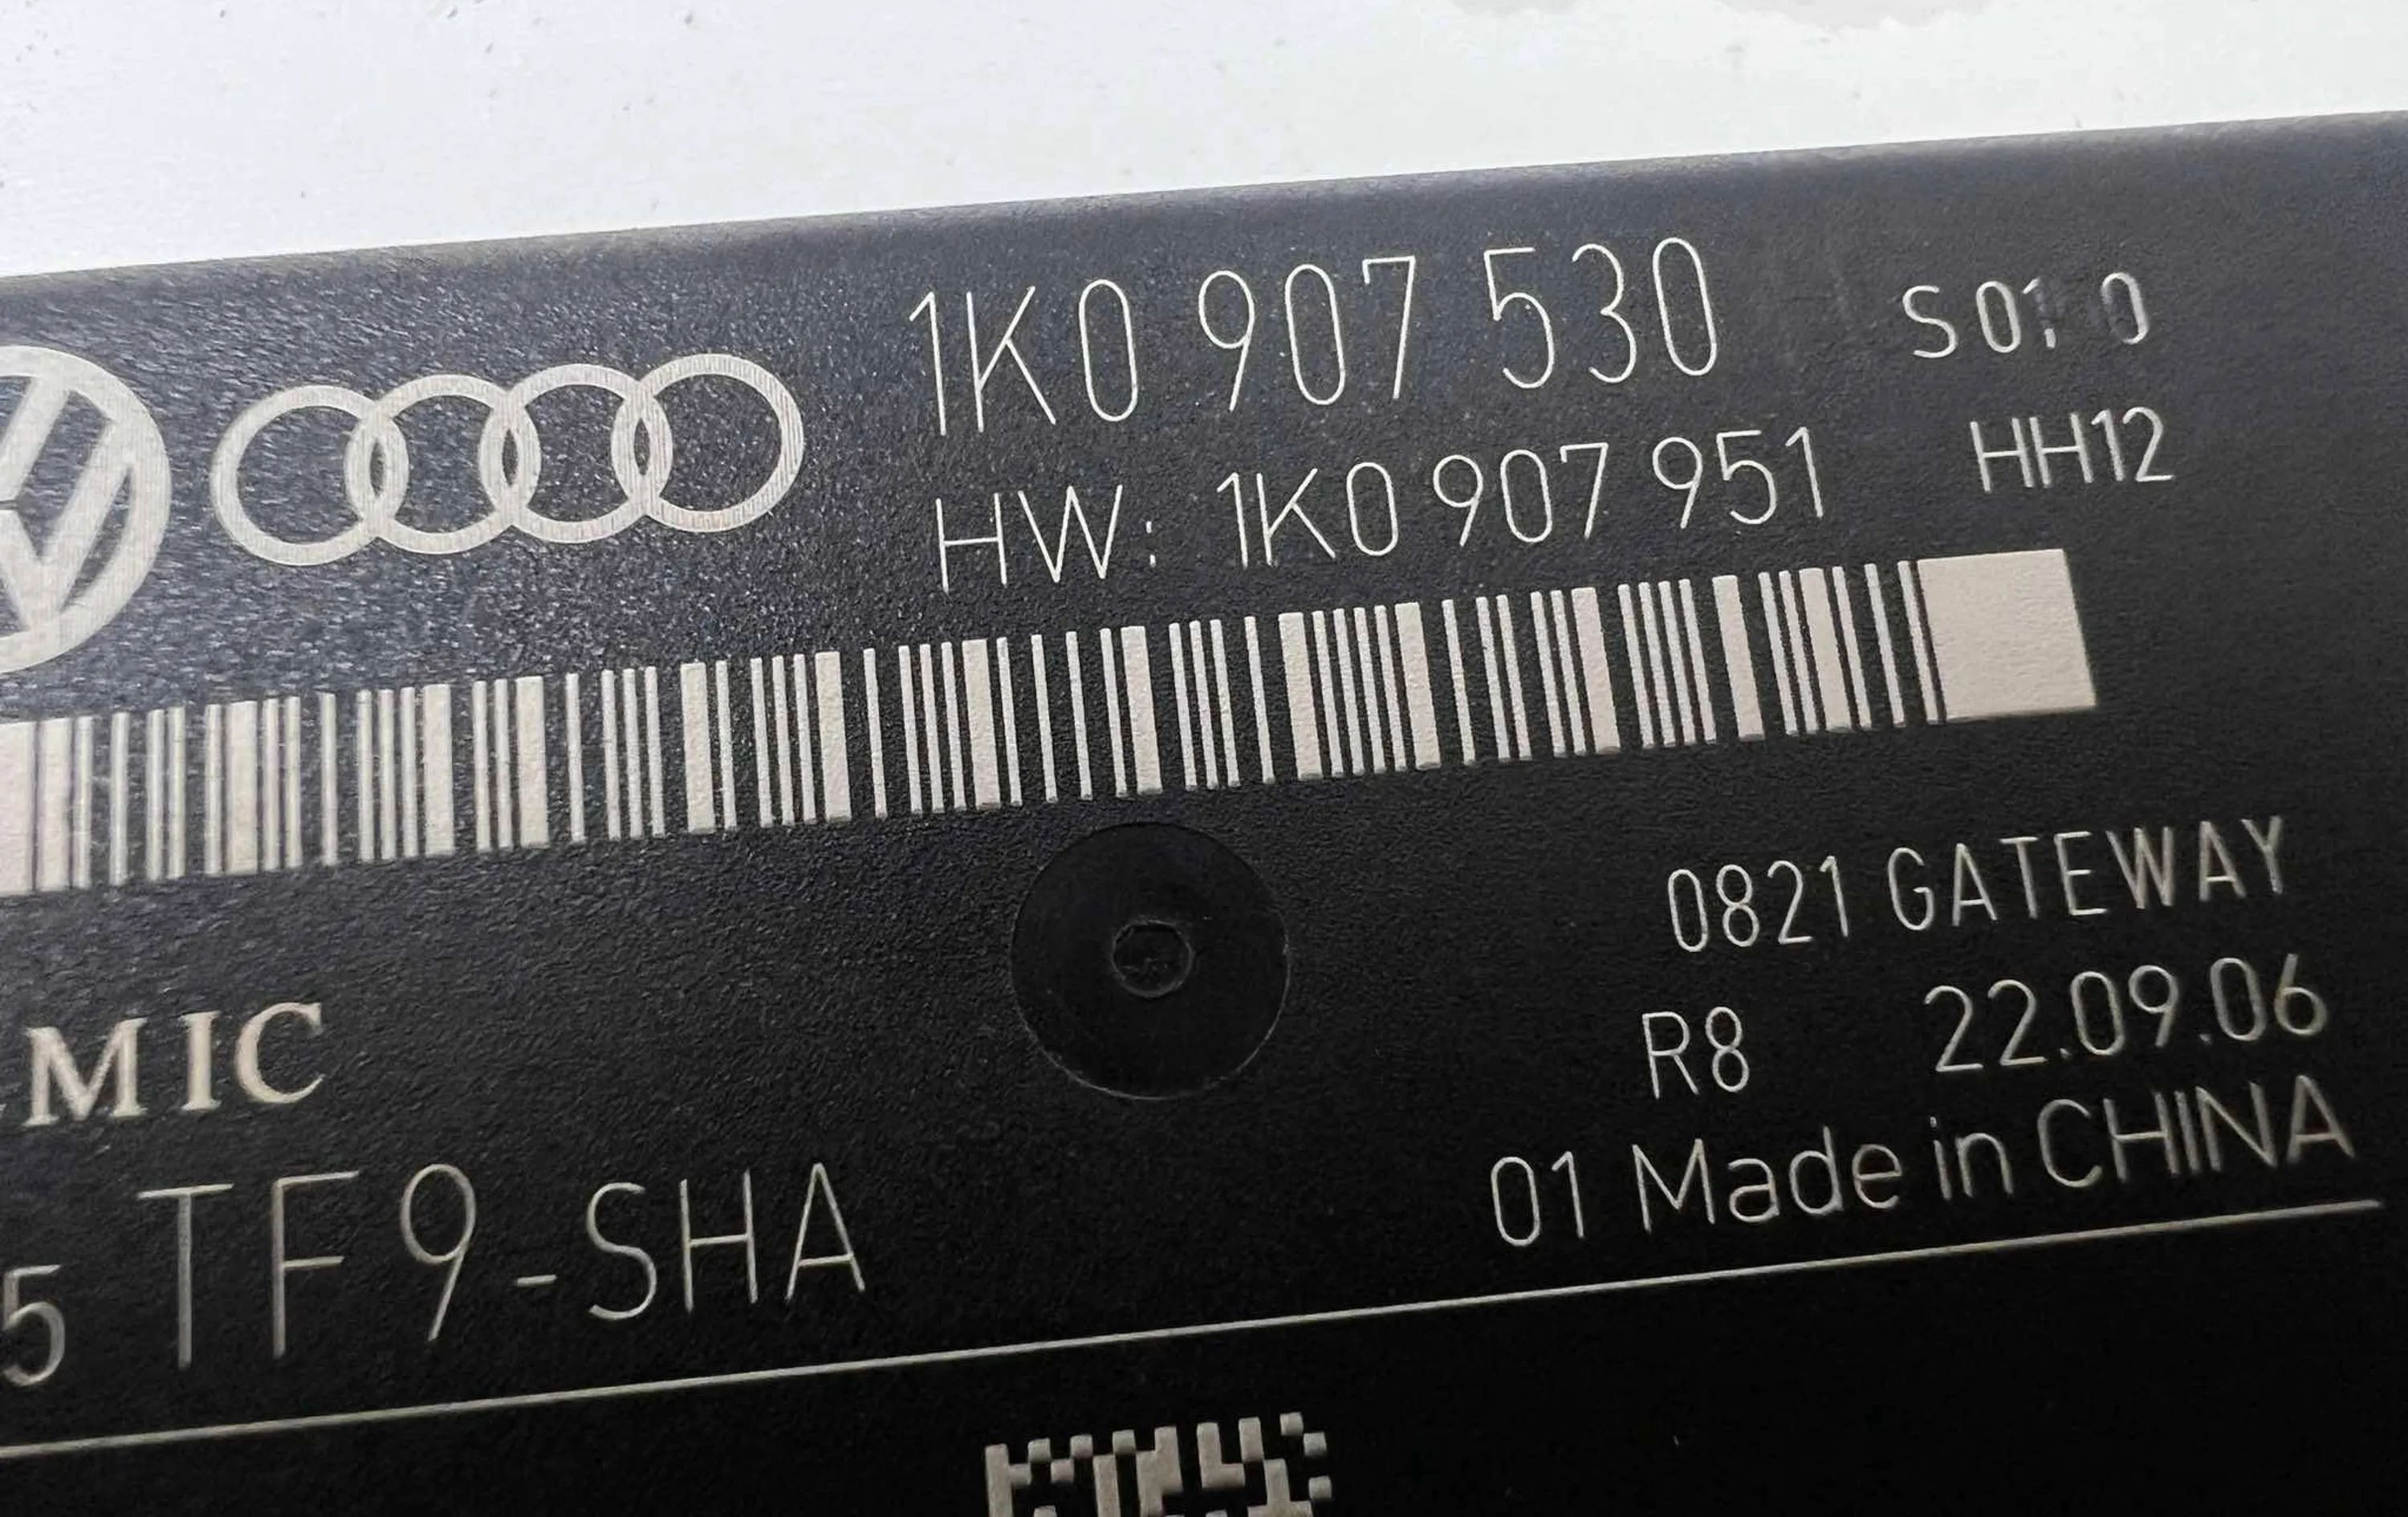 1K0 907 530
HW: 1K0 907 951 HH12
0821 GATEWAY
R8 22.09.06
MIC
01 Made in CHINA
5 TF9-SHA